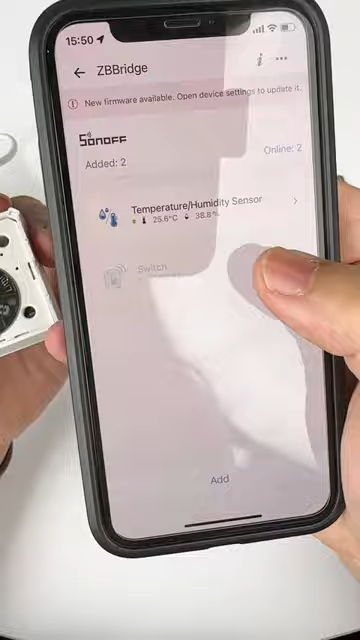 15:50
ZBBridge
New firmware available. Open device settings to update it.
SONOFF
Added: 2
Online: 2
Temperature/Humidity Sensor
25.6°C 38.8%
Switch
Add